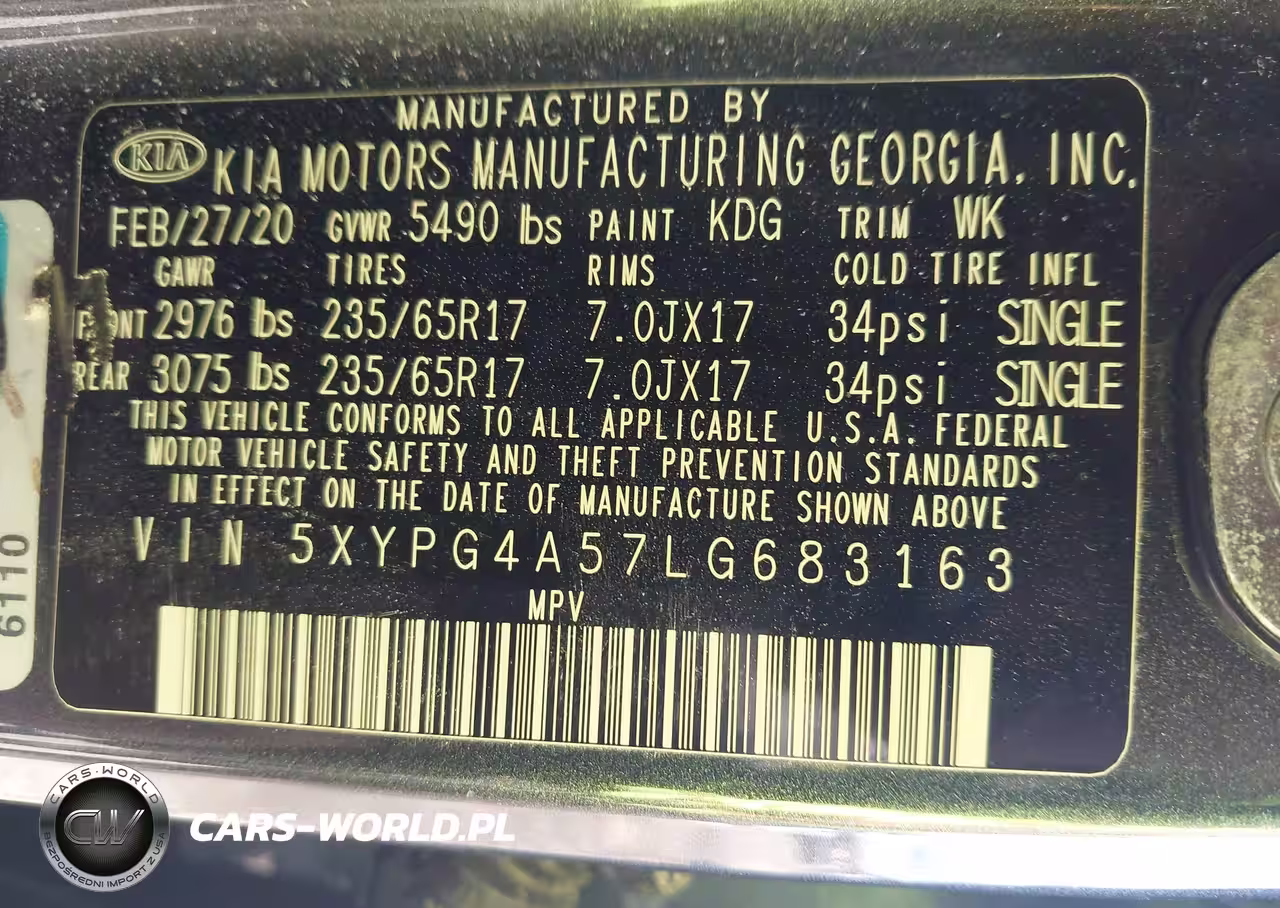 MANUFACTURED BY
KIA KIA MOTORS MANUFACTURING GEORGIA, INC.
FEB/27/20 GVWR 5490 lbs PAINT KDG TRIM WK
GAWR TIRES RIMS COLD TIRE INFL
FRONT 2976 lbs 235/65R17 7.0JX17 34psi SINGLE
REAR 3075 lbs 235/65R17 7.0JX17 34psi SINGLE
THIS VEHICLE CONFORMS TO ALL APPLICABLE U.S.A. FEDERAL
MOTOR VEHICLE SAFETY AND THEFT PREVENTION STANDARDS
IN EFFECT ON THE DATE OF MANUFACTURE SHOWN ABOVE
VIN 5XYPG4A57LG683163
MPV
6110
CARS-WORLD
CW
BEZPOŚREDNI IMPORT Z USA
CARS-WORLD.PL